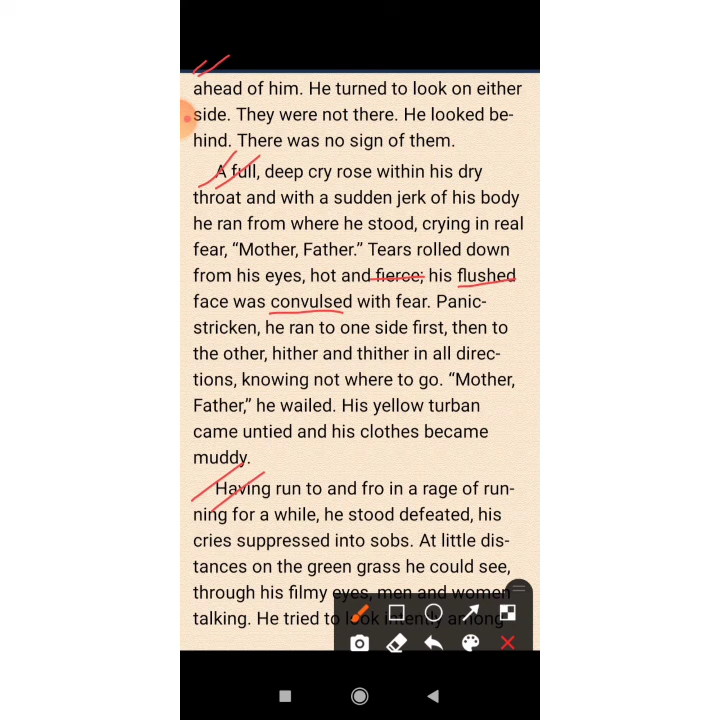 ahead of him. He turned to look on either
side. They were not there. He looked be-
hind. There was no sign of them.
A full, deep cry rose within his dry
throat and with a sudden jerk of his body
he ran from where he stood, crying in real
fear, “Mother, Father.” Tears rolled down
from his eyes, hot and fierce; his flushed
face was convulsed with fear. Panic-
stricken, he ran to one side first, then to
the other, hither and thither in all direc-
tions, knowing not where to go. “Mother,
Father,” he wailed. His yellow turban
came untied and his clothes became
muddy.
Having run to and fro in a rage of run-
ning for a while, he stood defeated, his
cries suppressed into sobs. At little dis-
tances on the green grass he could see,
through his filmy eyes, men and women
talking. He tried to look intently among